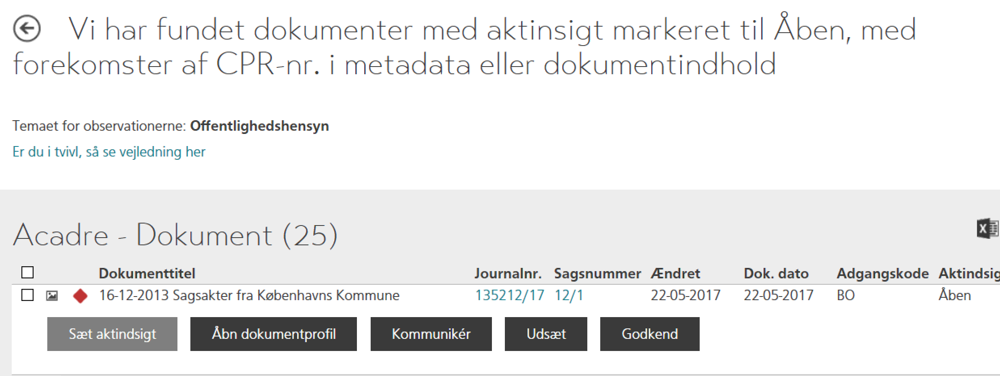 Vi har fundet dokumenter med aktinsigt markeret til Åben, med
forekomster af CPR-nr. i metadata eller dokumentindhold
Temaet for observationerne: Offentlighedshensyn
Er du i tvivl, så se vejledning her
Acadre - Dokument (25)
Dokumenttitel Journalnr. Sagsnummer Ændret Dok. dato Adgangskode Aktindsig
16-12-2013 Sagsakter fra Københavns Kommune 135212/17 12/1 22-05-2017 22-05-2017 BO Åben
Sæt aktindsigt Åbn dokumentprofil Kommunikér Udsæt Godkend